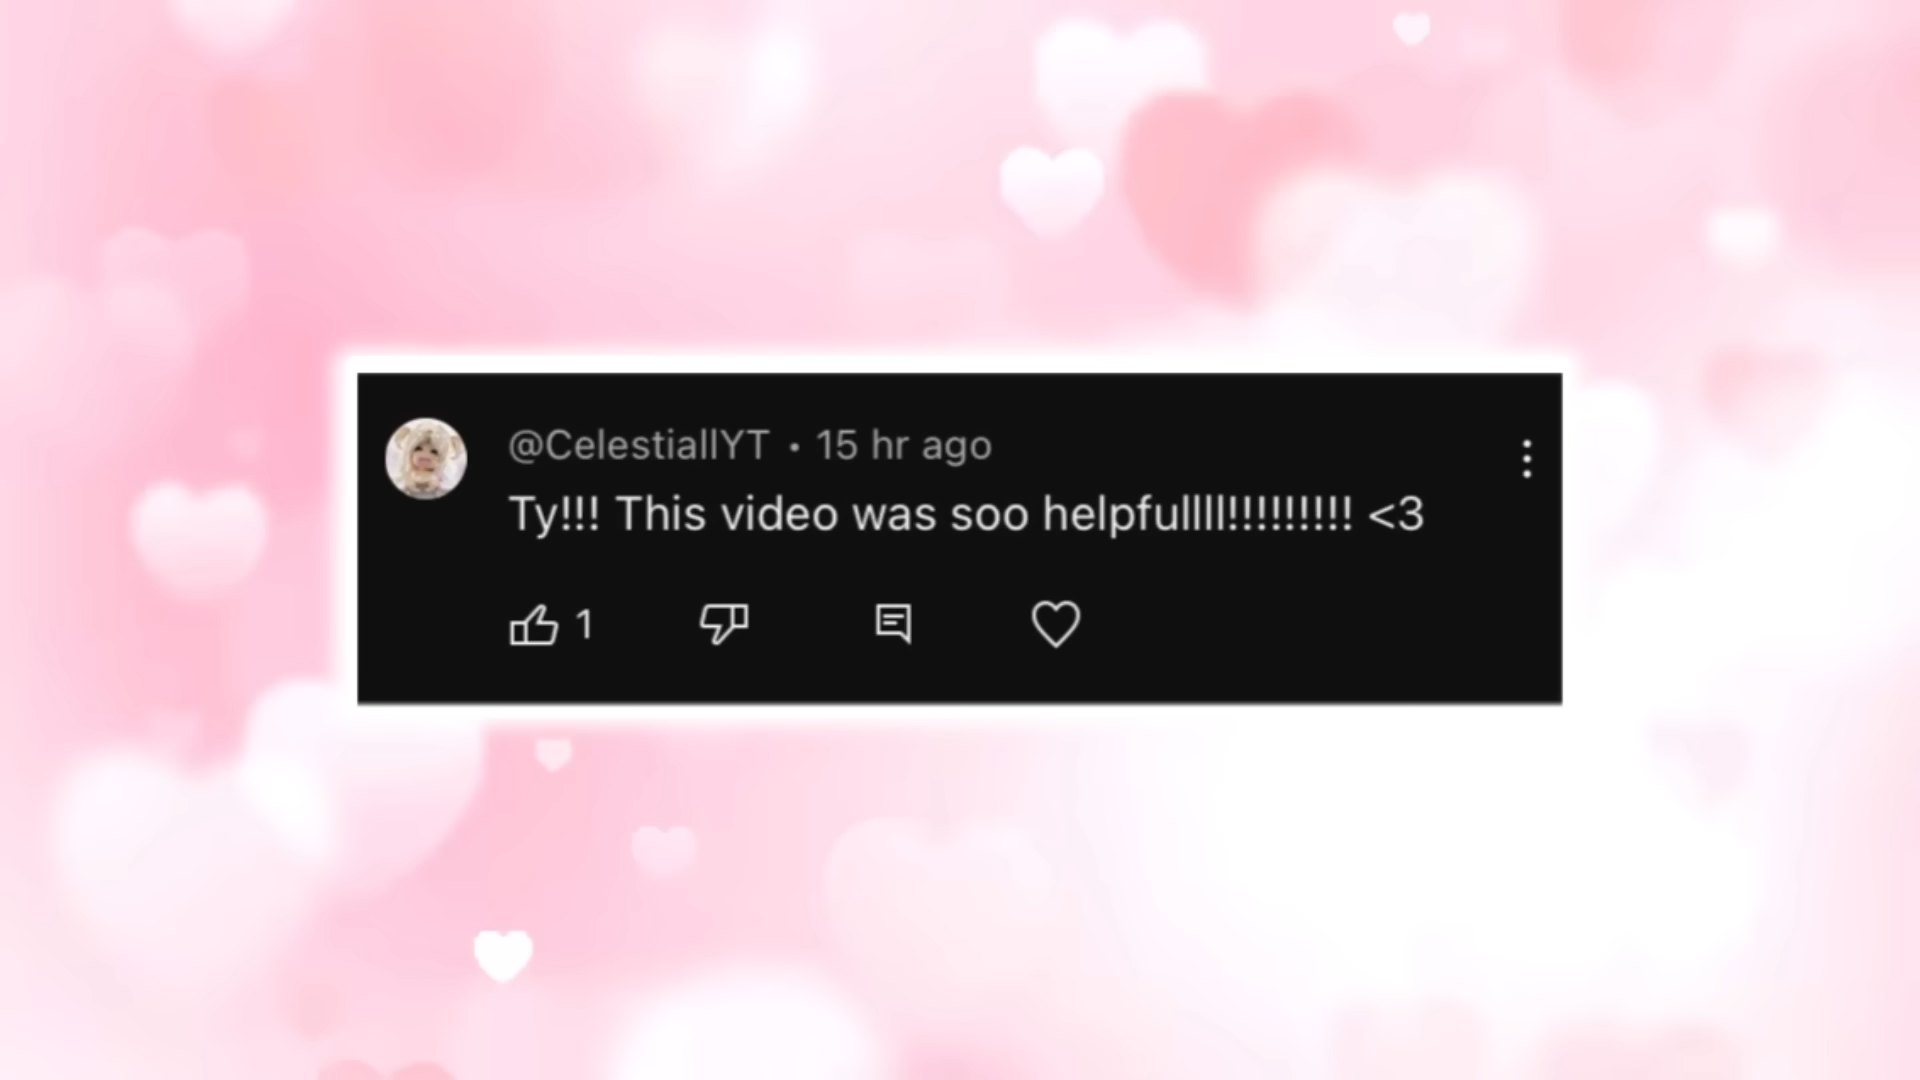 @CelestiallYT • 15 hr ago
Ty!!! This video was soo helpfullll!!!!!!!!! <3
1